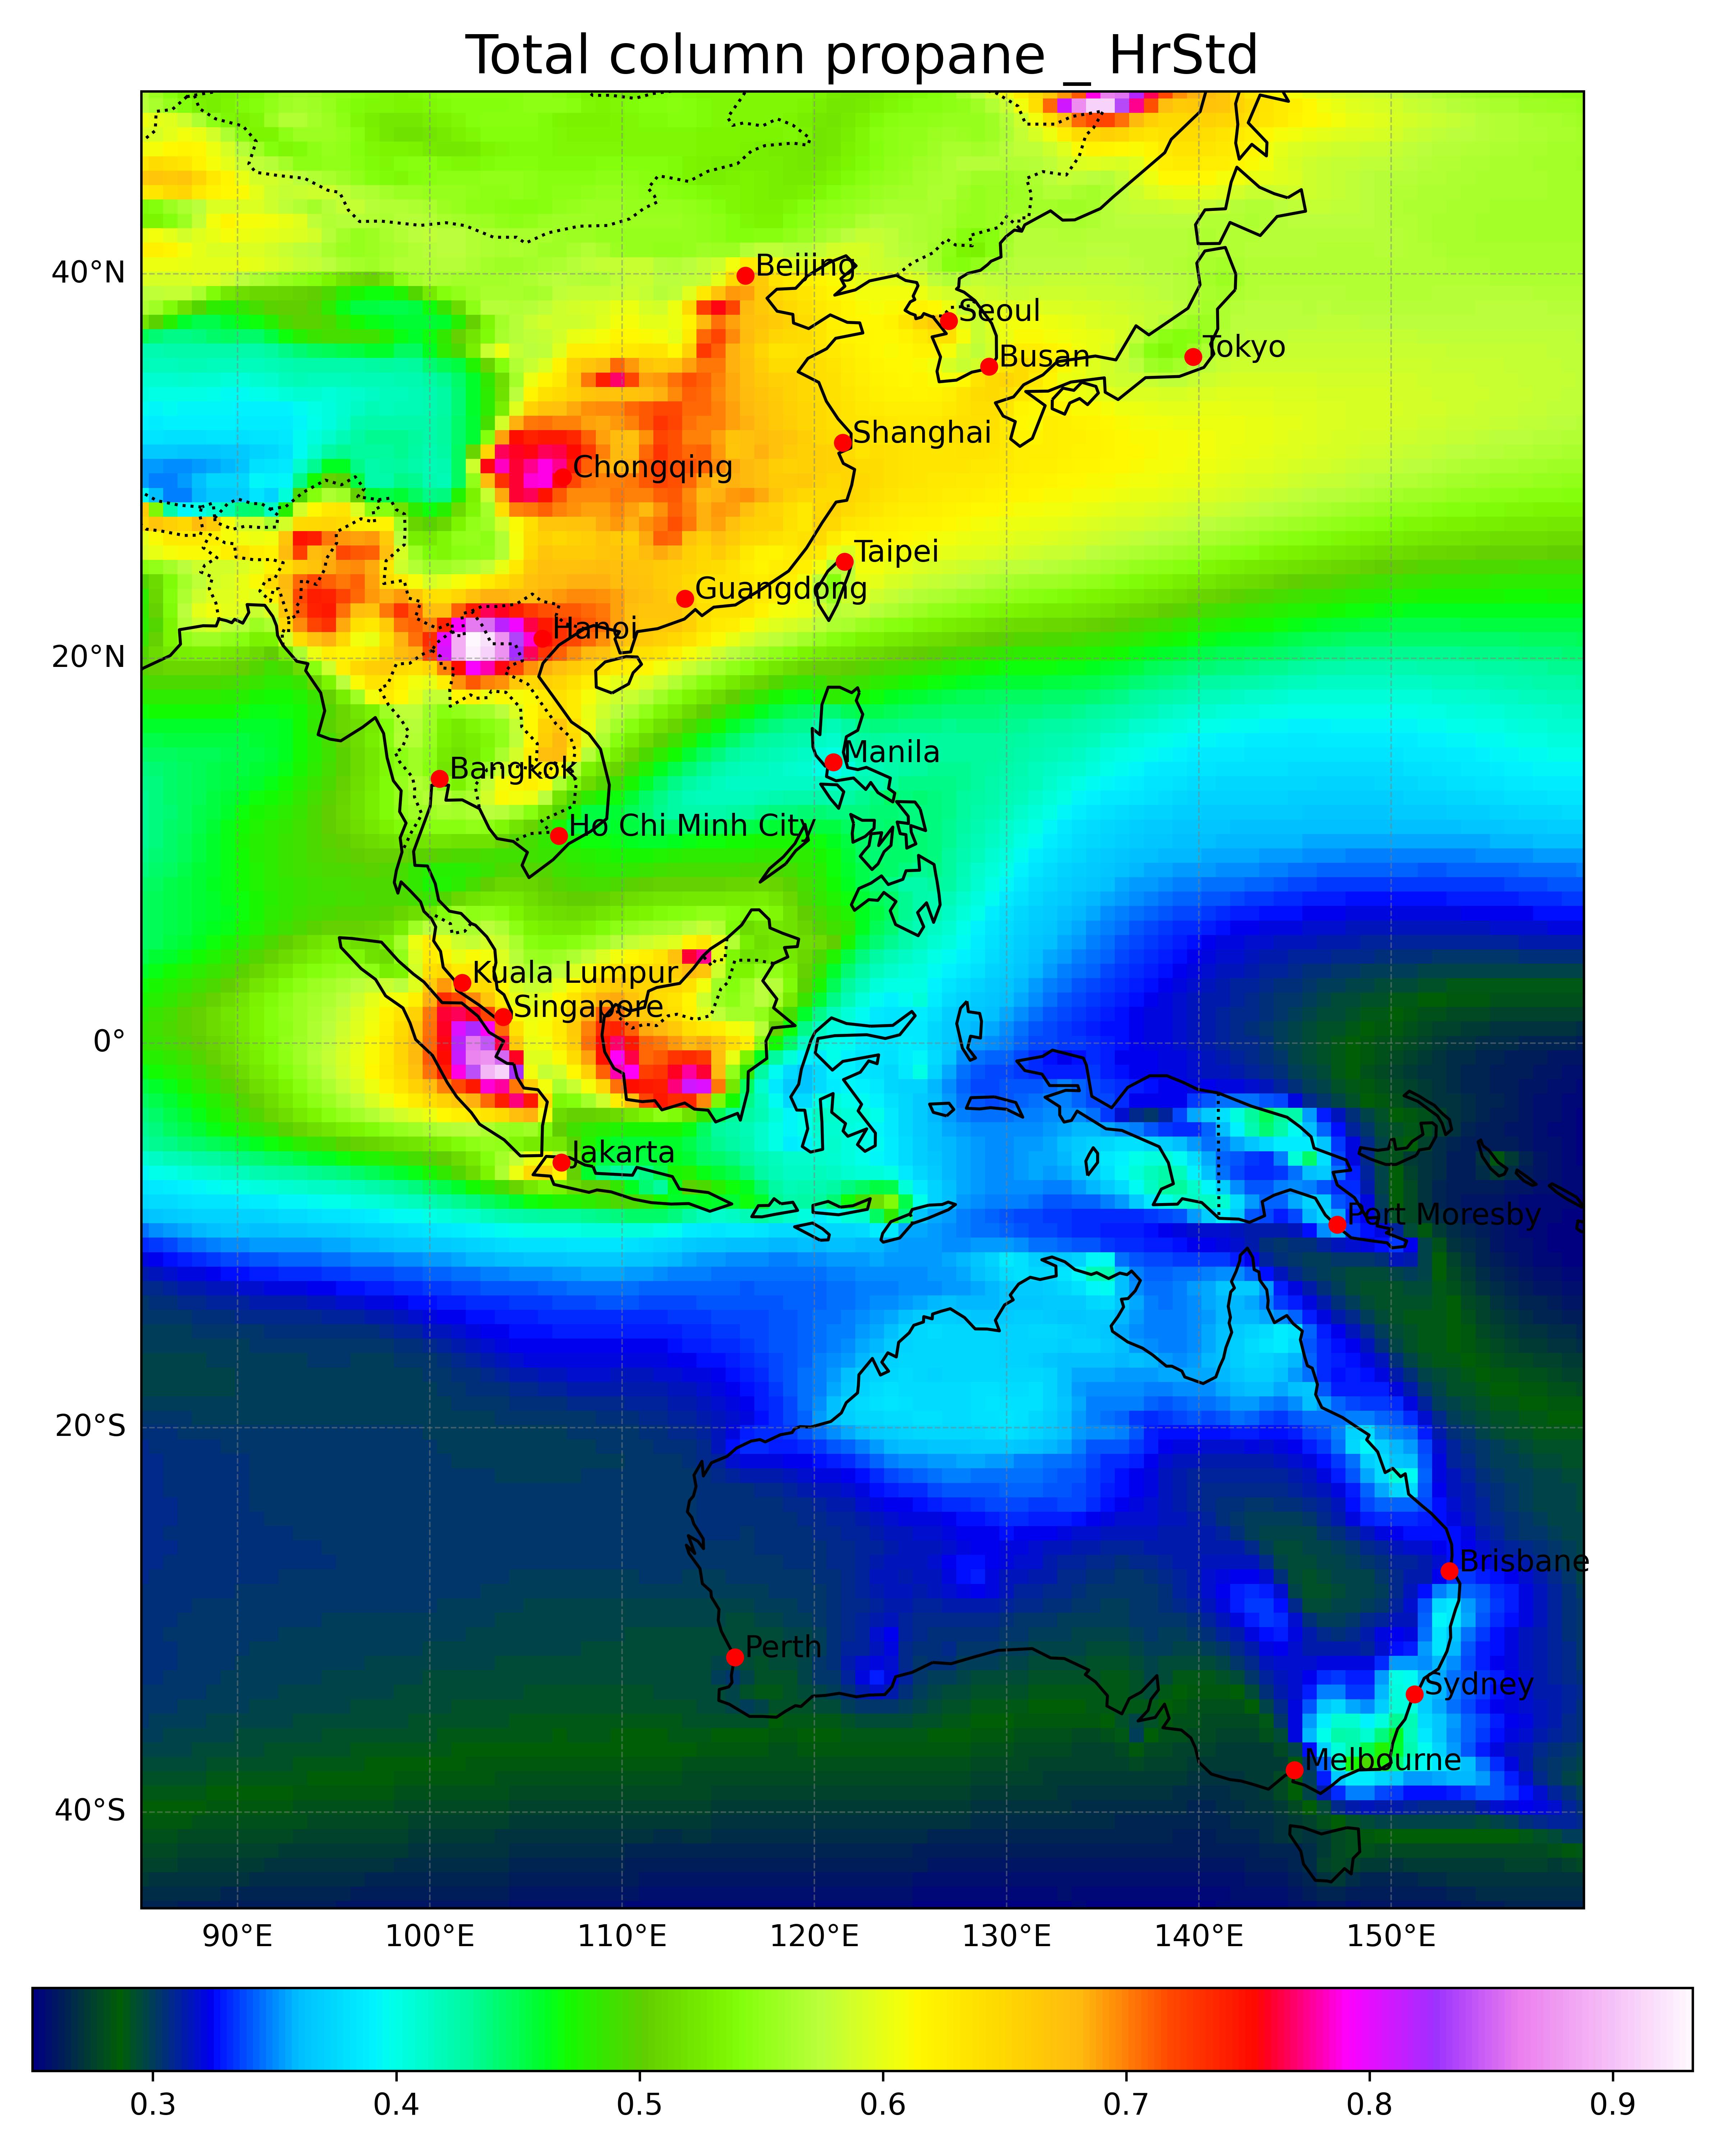 Total column propane _ HrStd
40°N
20°N
0°
20°S
40°S
Beijing
Seoul
Busan
Tokyo
Shanghai
Chongqing
Taipei
Guangdong
Hanoi
Manila
Bangkok
Ho Chi Minh City
Kuala Lumpur
Singapore
Jakarta
Port Moresby
Brisbane
Perth
Sydney
Melbourne
90°E 100°E 110°E 120°E 130°E 140°E 150°E
0.3 0.4 0.5 0.6 0.7 0.8 0.9